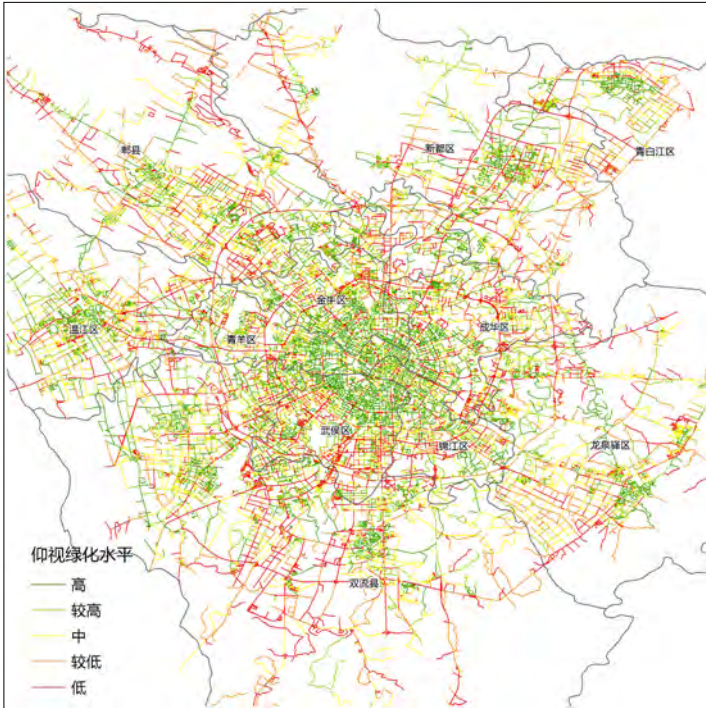 郫县
新都区
青白江区
金牛区
成华区
青羊区
温江区
武侯区
锦江区
龙泉驿区
双流县
仰视绿化水平
高
较高
中
较低
低